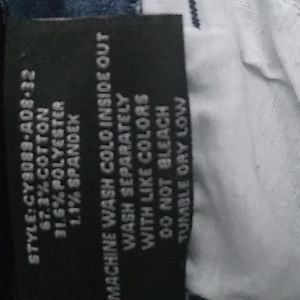 STYLE:CY9889-A08-32
67.3% COTTON
31.6% POLYESTER
1.1% SPANDEX
MACHINE WASH COLD INSIDE OUT
WASH SEPARATELY
WITH LIKE COLORS
DO NOT BLEACH
TUMBLE DRY LOW